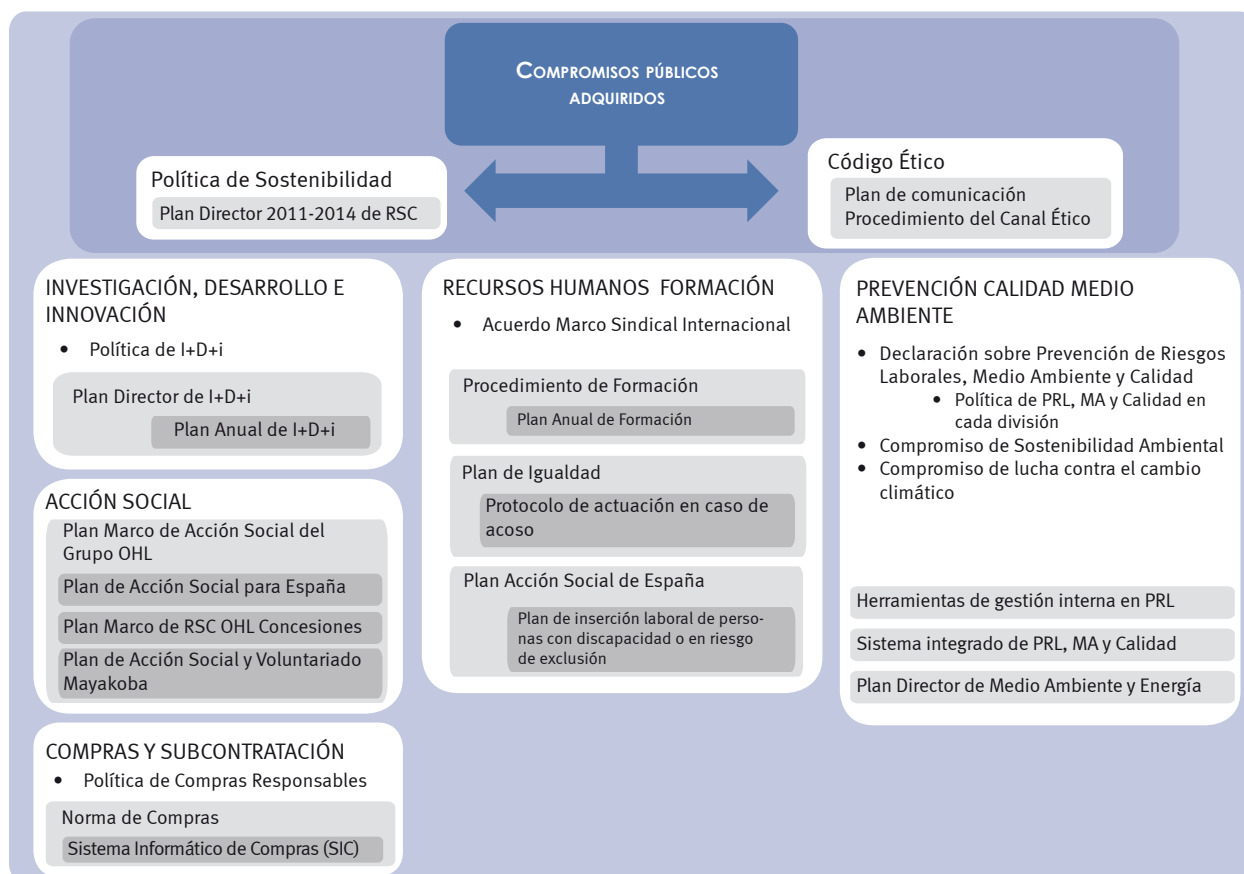 COMPROMISOS PÚBLICOS
ADQUIRIDOS
Política de Sostenibilidad
Plan Director 2011-2014 de RSC
Código Ético
Plan de comunicación
Procedimiento del Canal Ético
INVESTIGACIÓN, DESARROLLO E
INNOVACIÓN
• Política de I+D+i
Plan Director de I+D+i
Plan Anual de I+D+i
ACCIÓN SOCIAL
Plan Marco de Acción Social del
Grupo OHL
Plan de Acción Social para España
Plan Marco de RSC OHL Concesiones
Plan de Acción Social y Voluntariado
Mayakoba
COMPRAS Y SUBCONTRATACIÓN
• Política de Compras Responsables
Norma de Compras
Sistema Informático de Compras (SIC)
RECURSOS HUMANOS FORMACIÓN
• Acuerdo Marco Sindical Internacional
Procedimiento de Formación
Plan Anual de Formación
Plan de Igualdad
Protocolo de actuación en caso de
acoso
Plan Acción Social de España
Plan de inserción laboral de perso-
nas con discapacidad o en riesgo
de exclusión
PREVENCIÓN CALIDAD MEDIO
AMBIENTE
• Declaración sobre Prevención de Riesgos
Laborales, Medio Ambiente y Calidad
• Política de PRL, MA y Calidad en
cada división
• Compromiso de Sostenibilidad Ambiental
• Compromiso de lucha contra el cambio
climático
Herramientas de gestión interna en PRL
Sistema integrado de PRL, MA y Calidad
Plan Director de Medio Ambiente y Energía